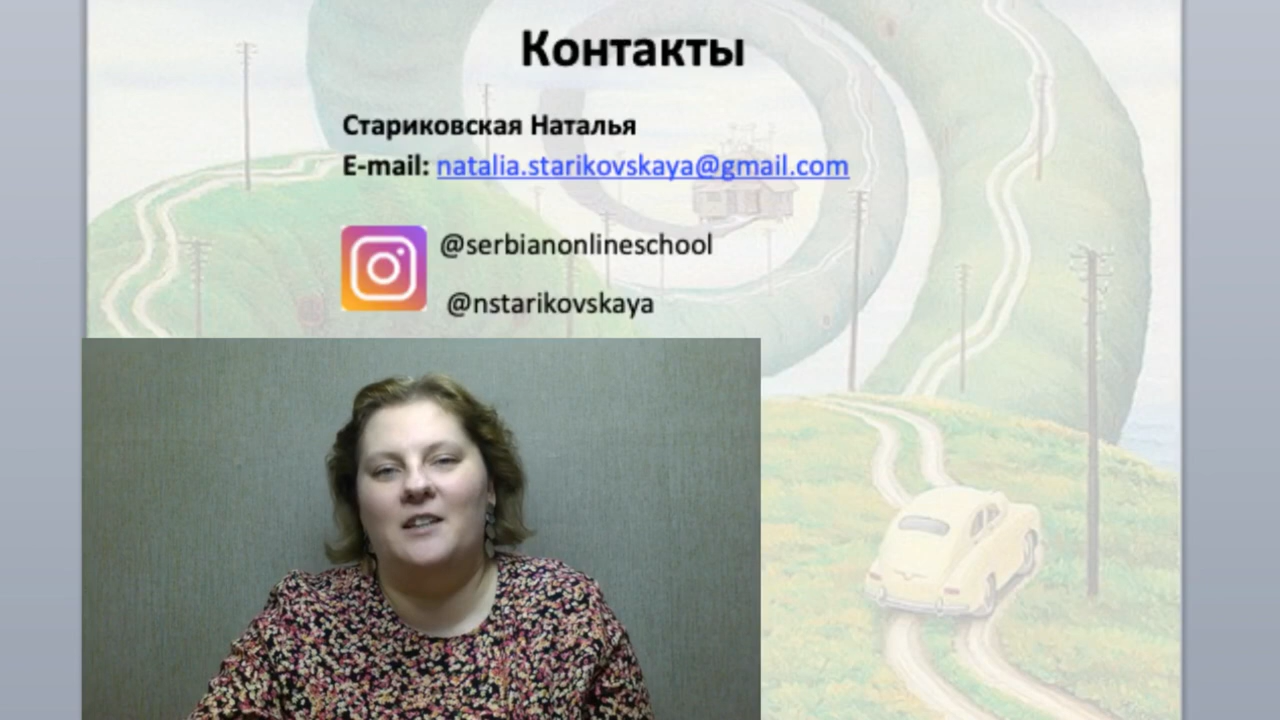 Контакты
Стариковская Наталья
E-mail: natalia.starikovskaya@gmail.com
@serbianonlineschool
@nstarikovskaya